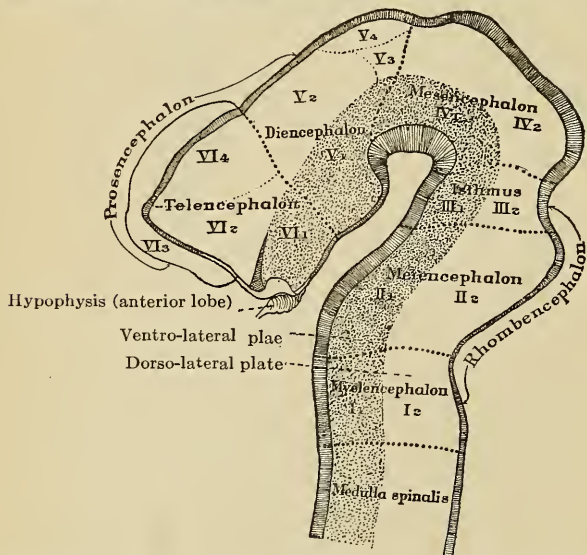 V4
V3
V2
Mesencephalon
IV1
IV2
Diencephalon
V1
Prosencephalon
VI4
Isthmus
III1
III2
Telencephalon
VI2
VI3
VI1
Metencephalon
II1
II2
Hypophysis (anterior lobe)
Rhombencephalon
Ventro-lateral plae
Dorso-lateral plate
Myelencephalon
I1
I2
Medulla spinalis